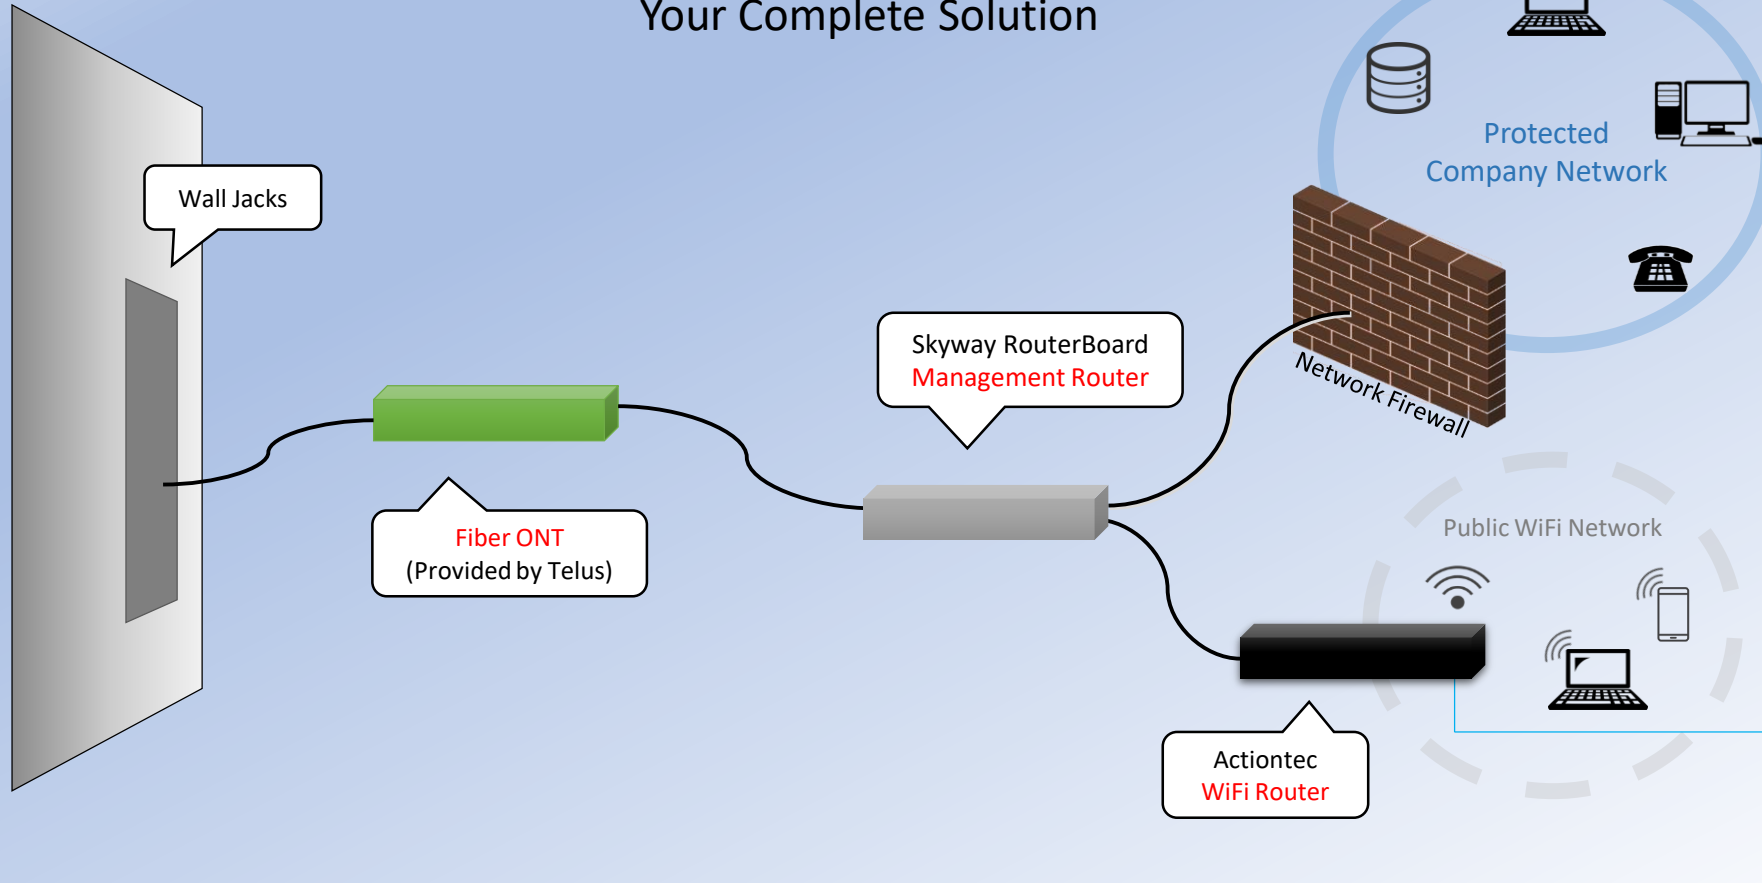 Your Complete Solution
Wall Jacks
Fiber ONT
(Provided by Telus)
Skyway RouterBoard
Management Router
Protected
Company Network
Network Firewall
Public WiFi Network
Actiontec
WiFi Router